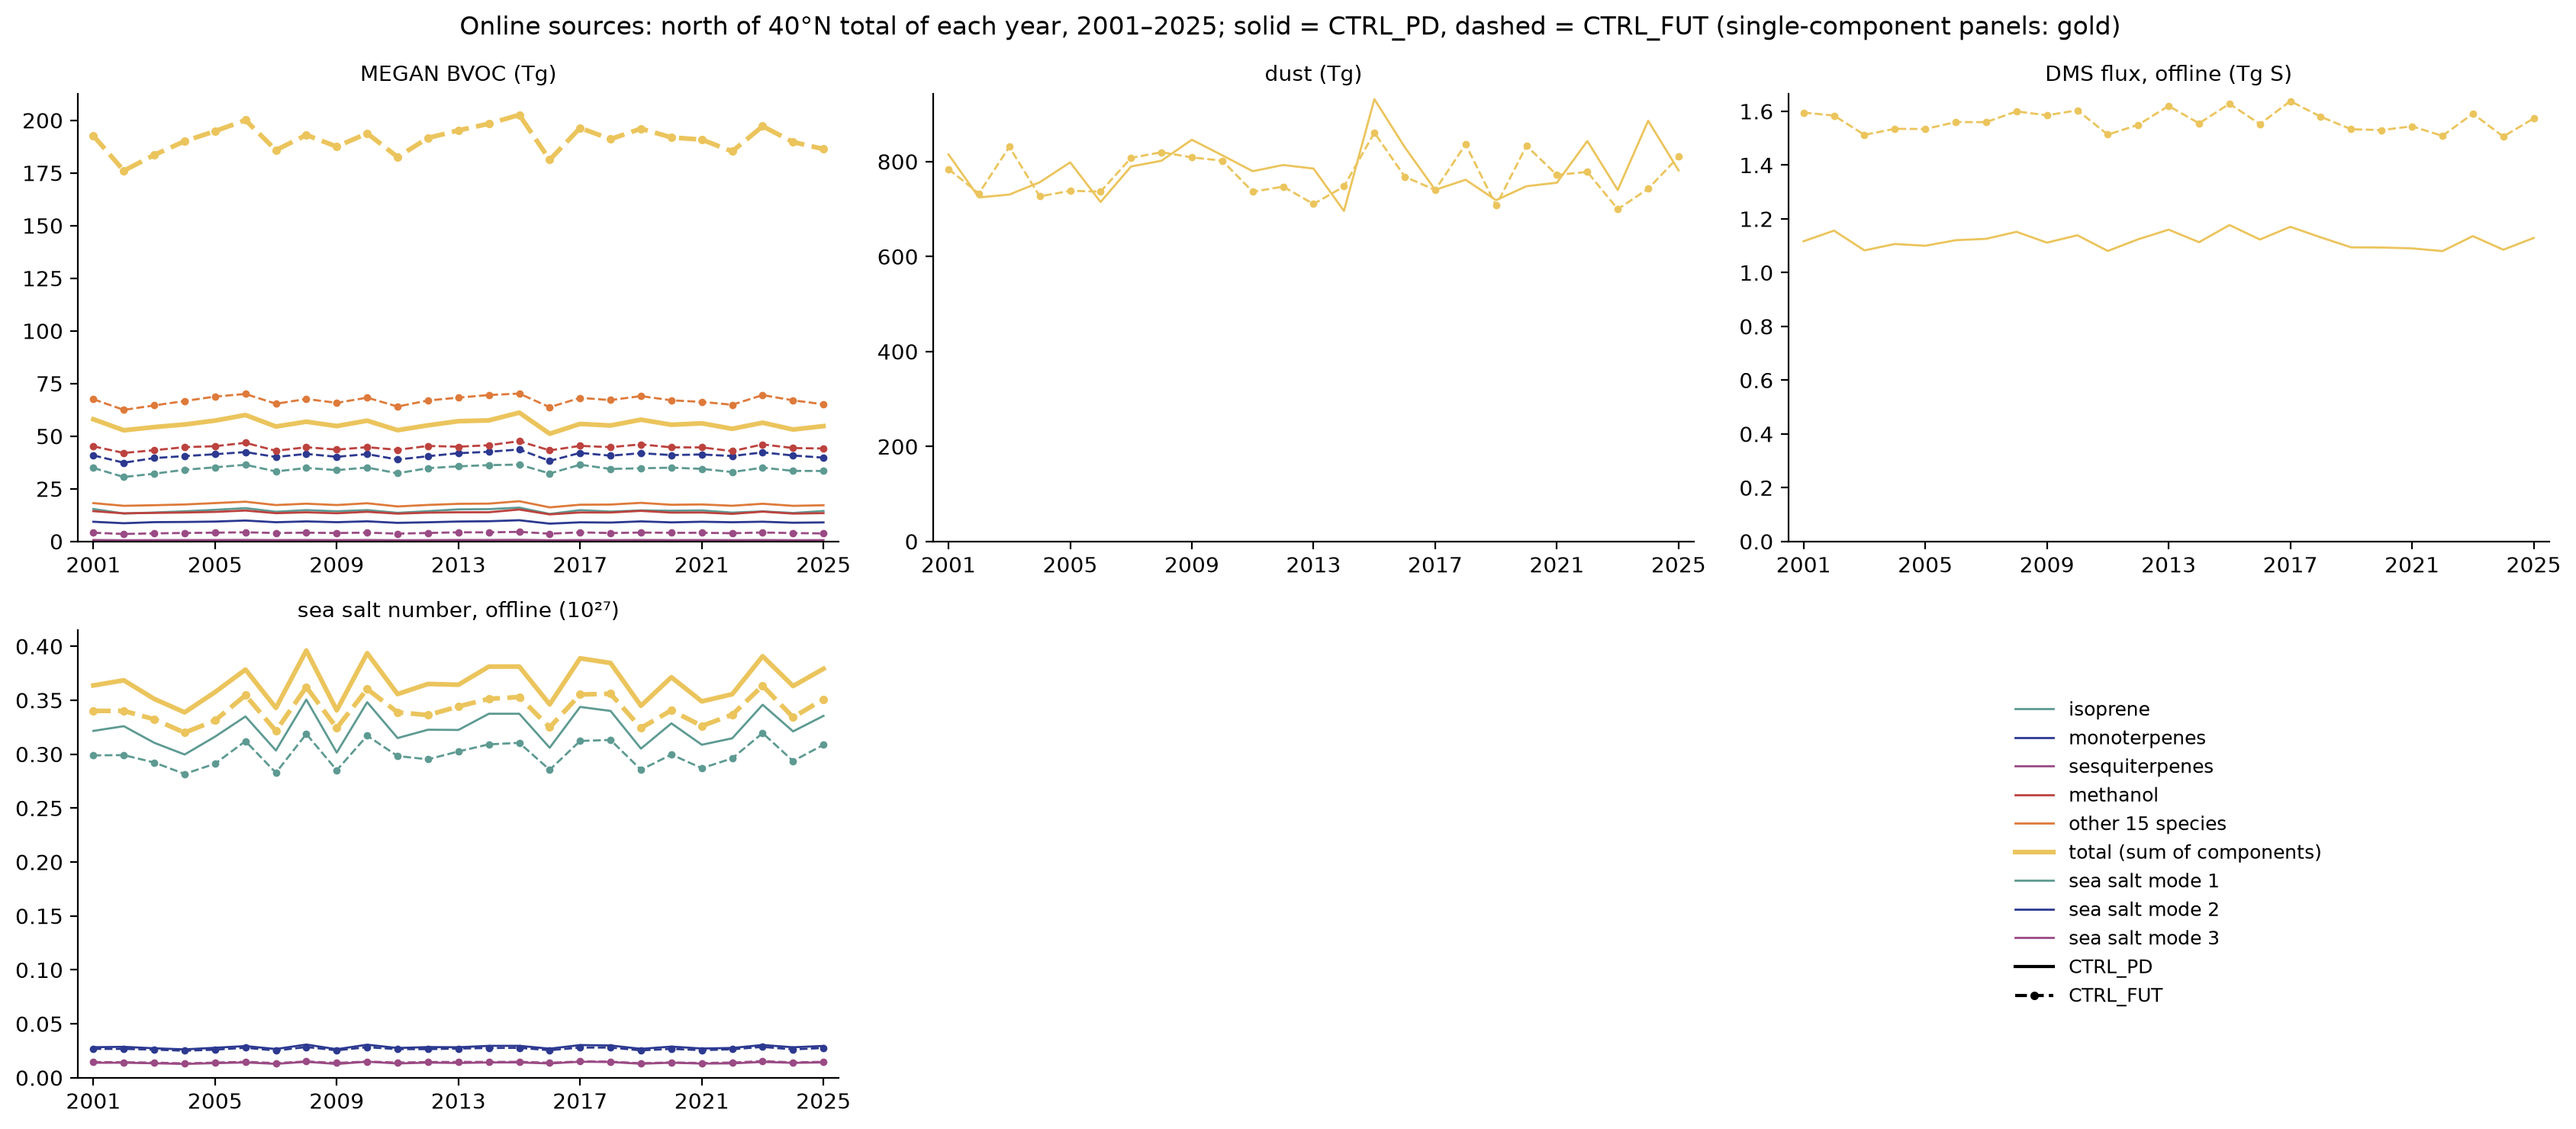 Online sources: north of 40°N total of each year, 2001–2025; solid = CTRL_PD, dashed = CTRL_FUT (single-component panels: gold)
MEGAN BVOC (Tg)
200
175
150
125
100
75
50
25
0
2001 2005 2009 2013 2017 2021 2025
dust (Tg)
800
600
400
200
0
2001 2005 2009 2013 2017 2021 2025
DMS flux, offline (Tg S)
1.6
1.4
1.2
1.0
0.8
0.6
0.4
0.2
0.0
2001 2005 2009 2013 2017 2021 2025
sea salt number, offline (10²⁷)
0.40
0.35
0.30
0.25
0.20
0.15
0.10
0.05
0.00
2001 2005 2009 2013 2017 2021 2025
isoprene
monoterpenes
sesquiterpenes
methanol
other 15 species
total (sum of components)
sea salt mode 1
sea salt mode 2
sea salt mode 3
CTRL_PD
CTRL_FUT